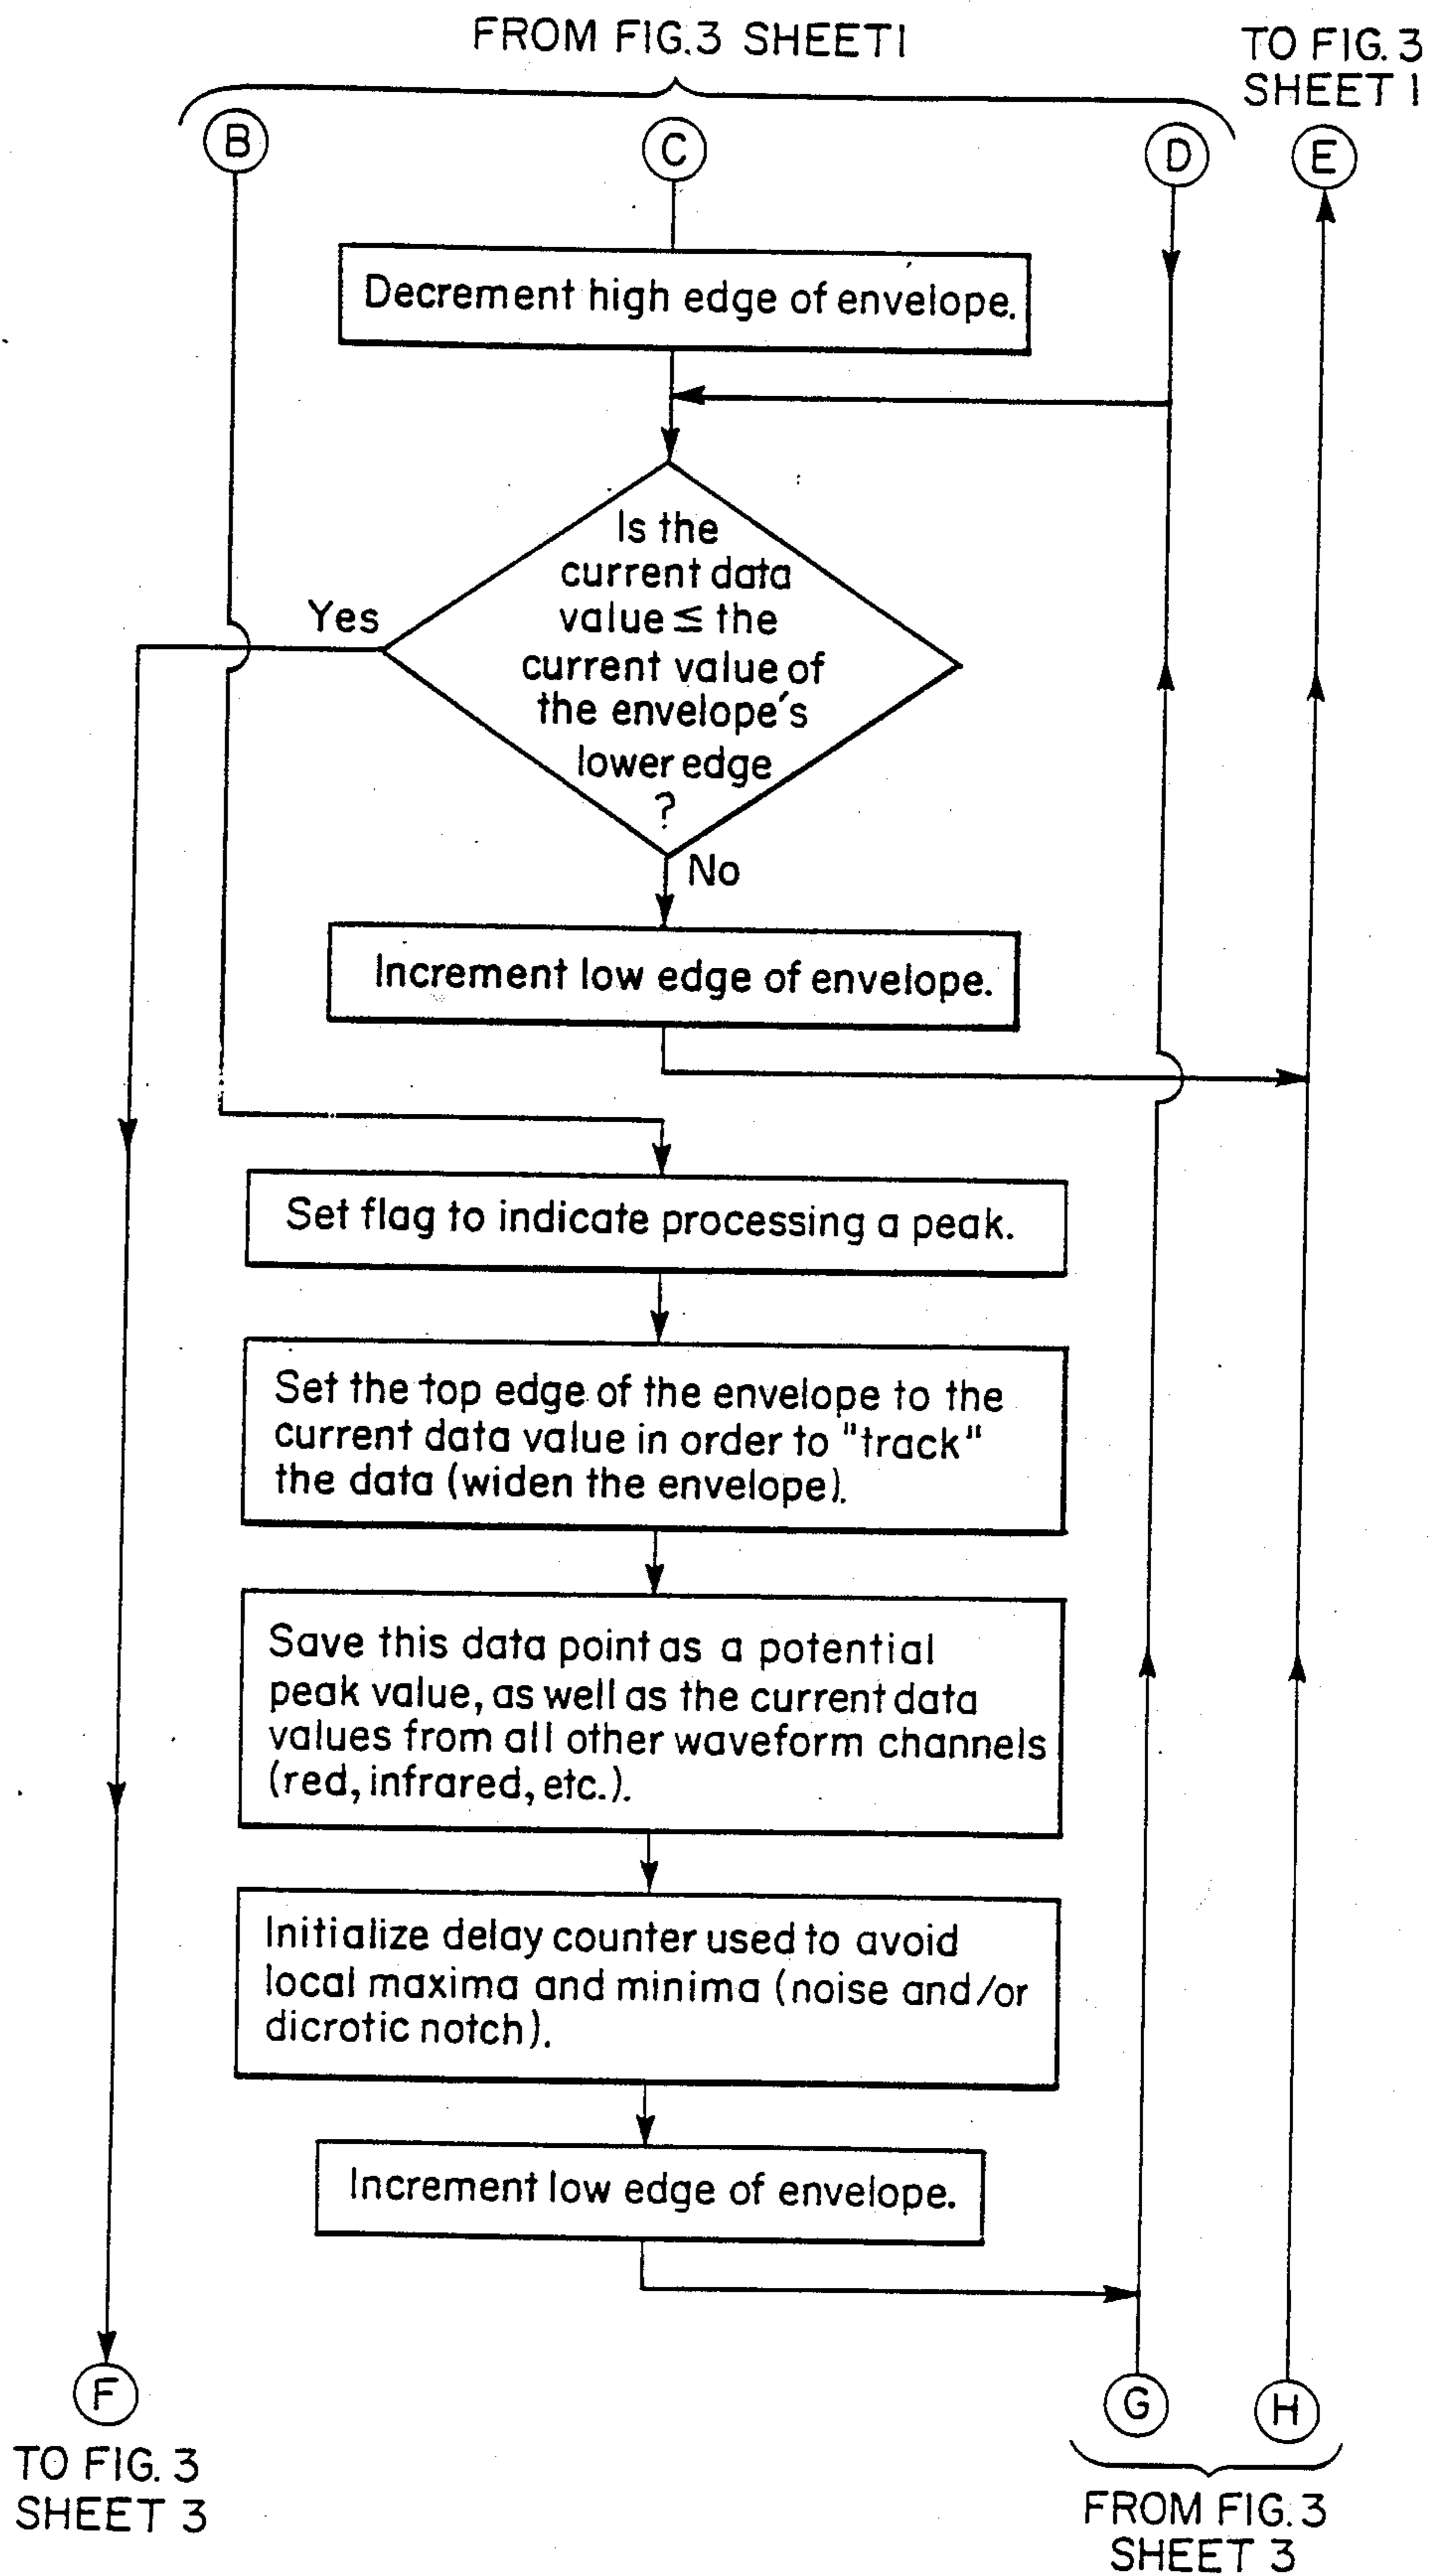 FROM FIG.3 SHEET1
TO FIG. 3
SHEET 1
B
C
D
E
Decrement high edge of envelope.
Is the
current data
value ≤ the
current value of
the envelope's
lower edge
?
Yes
No
Increment low edge of envelope.
Set flag to indicate processing a peak.
Set the top edge of the envelope to the
current data value in order to "track"
the data (widen the envelope).
Save this data point as a potential
peak value, as well as the current data
values from all other waveform channels
(red, infrared, etc.).
Initialize delay counter used to avoid
local maxima and minima (noise and/or
dicrotic notch).
Increment low edge of envelope.
F
G
H
TO FIG. 3
SHEET 3
FROM FIG. 3
SHEET 3